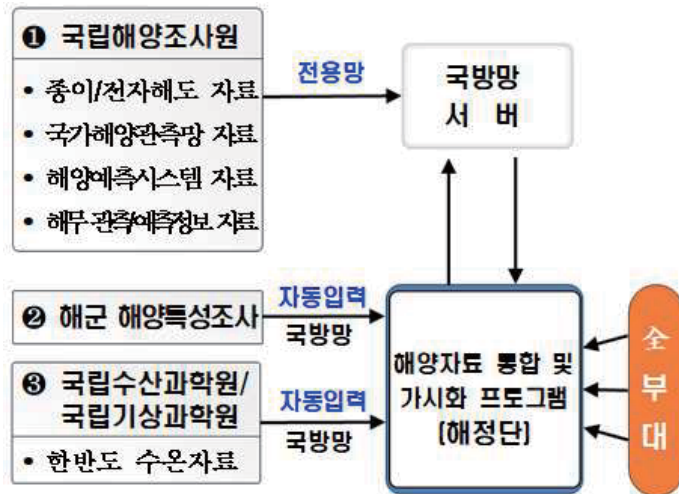 ❶ 국립해양조사원
• 종이/전자해도 자료
• 국가해양관측망 자료
• 해양예측시스템 자료
• 해무관측/예측정보 자료
전용망
국방망
서 버
❷ 해군 해양특성조사
자동입력
국방망
❸ 국립수산과학원/
국립기상과학원
• 한반도 수온자료
자동입력
국방망
해양자료 통합 및
가시화 프로그램
(해정단)
全
부
대